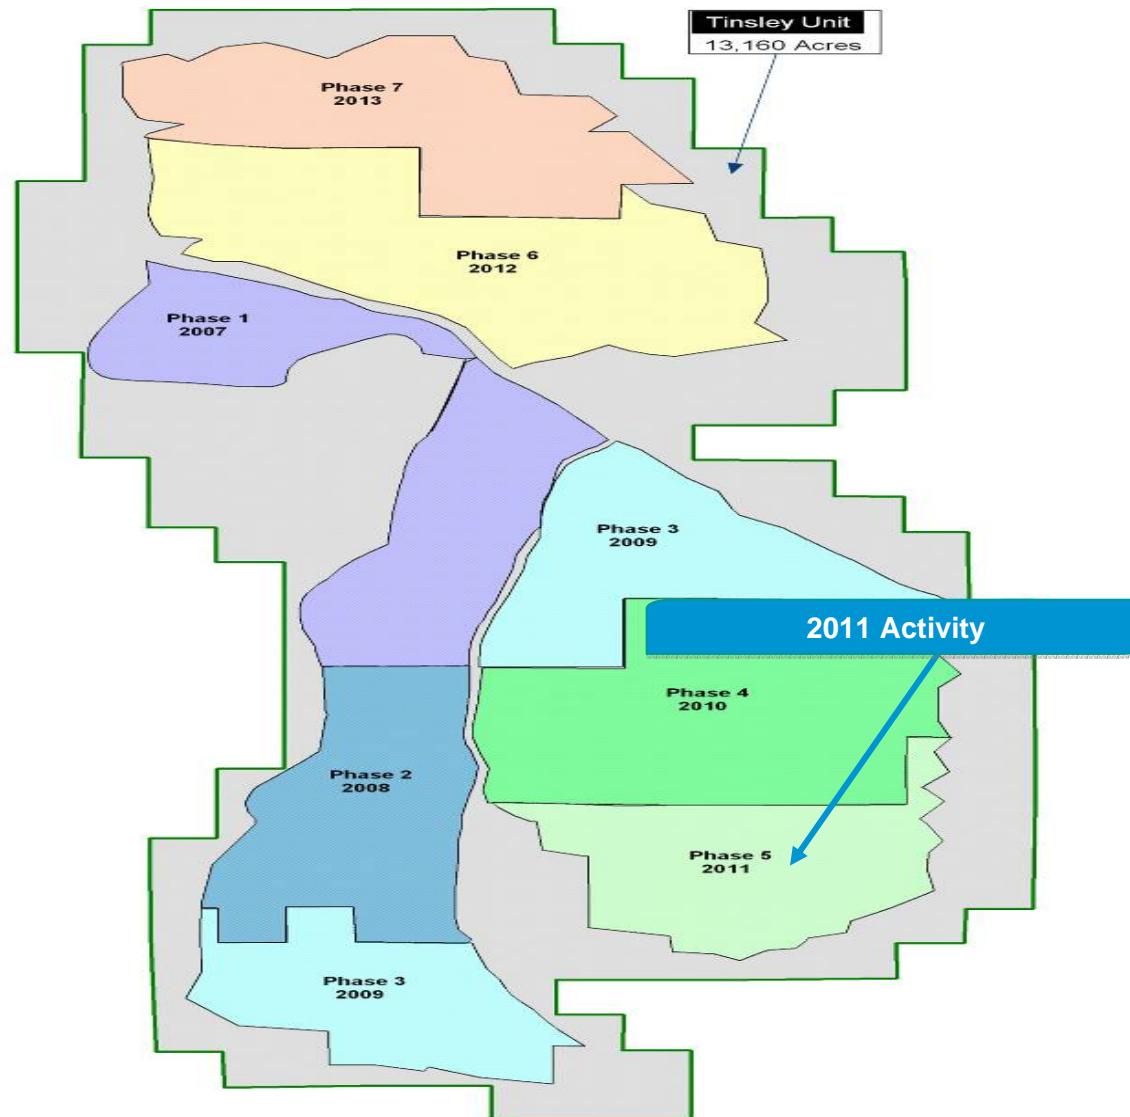 Tinsley Unit
13,160 Acres
Phase 7
2013
Phase 6
2012
Phase 1
2007
Phase 3
2009
2011 Activity
Phase 4
2010
Phase 2
2008
Phase 5
2011
Phase 3
2009